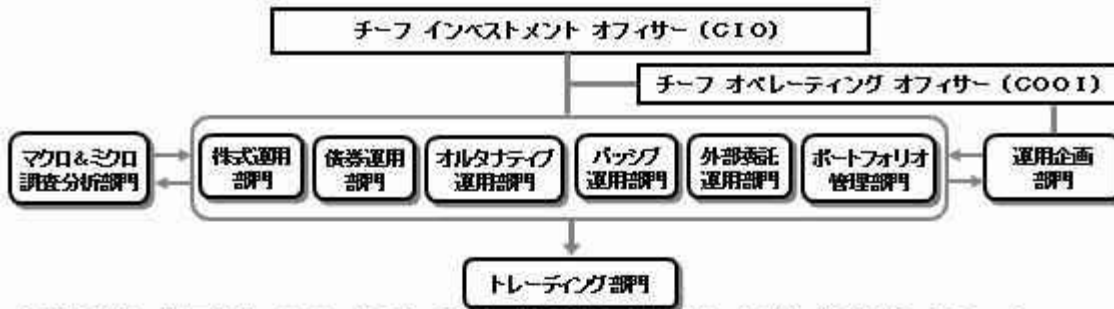 チーフ インベストメント オフィサー (CIO)
チーフ オペレーティング オフィサー (COOI)
マクロ&ミクロ
調査分析部門
株式運用
部門
債券運用
部門
オルタナティブ
運用部門
パッシブ
運用部門
外部委託
運用部門
ポートフォリオ
管理部門
運用企画
部門
トレーディング部門